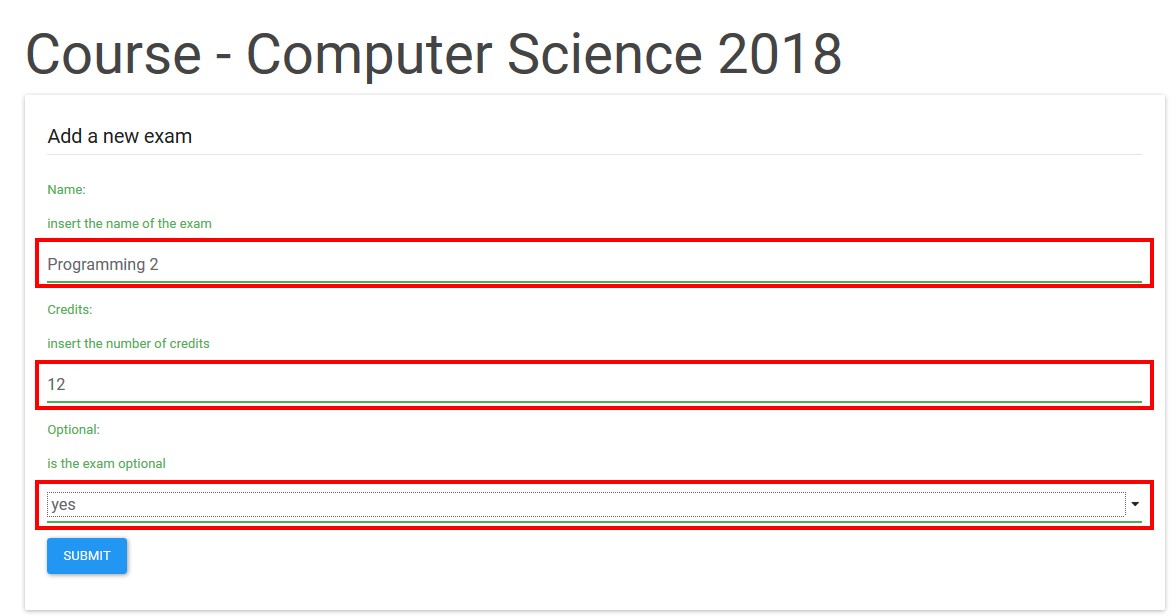 Course - Computer Science 2018
Add a new exam
Name:
insert the name of the exam
Programming 2
Credits:
insert the number of credits
12
Optional:
is the exam optional
yes
SUBMIT